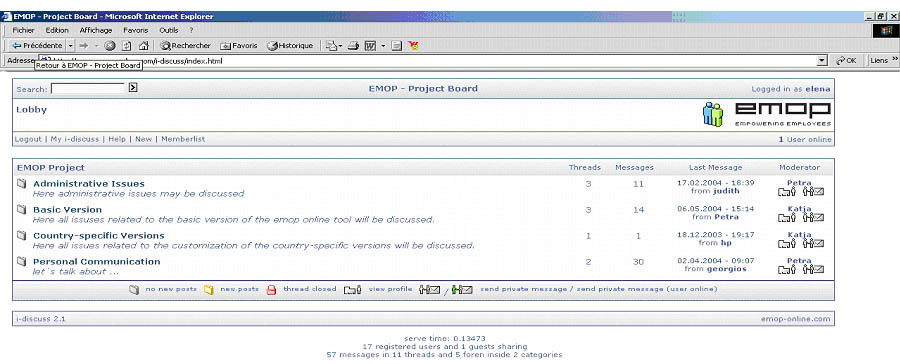 EMOP - Project Board - Microsoft Internet Explorer
Fichier Edition Affichage Favoris Outils ?
Précédente Rechercher Favoris Historique
Adresse om/i-discuss/index.html OK Liens »
Retour à EMOP - Project Board
Search: EMOP - Project Board Logged in as elena
Lobby
emop
EMPOWERING EMPLOYEES
Logout | My i-discuss | Help | New | Memberlist 1 User online
EMOP Project Threads Messages Last Message Moderator
Administrative Issues 3 11 17.02.2004 - 18:39 Petra
Here administrative issues may be discussed from judith
Basic Version 3 14 06.05.2004 - 15:14 Katja
Here all issuses related to the basic version of the emop online tool will be discussed. from Petra
Country-specific Versions 1 1 18.12.2003 - 19:17 Katja
Here all issues related to the customization of the country-specific versions will be discussed. from hp
Personal Communication 2 30 02.04.2004 - 09:07 Petra
let`s talk about ... from georgios
no new posts new posts thread closed view profile / send private message / send private message (user online)
i-discuss 2.1 emop-online.com
serve time: 0.13473
17 registered users and 1 guests sharing
57 messages in 11 threads and 5 foren inside 2 categories